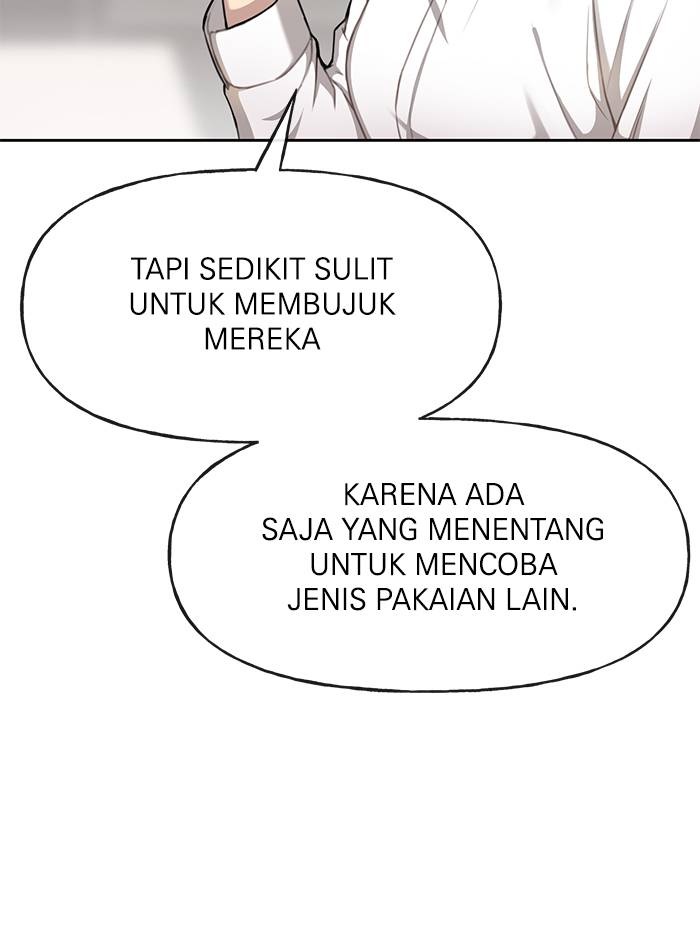 TAPI SEDIKIT SULIT
UNTUK MEMBUJUK
MEREKA
KARENA ADA
SAJA YANG MENENTANG
UNTUK MENCOBA
JENIS PAKAIAN LAIN.